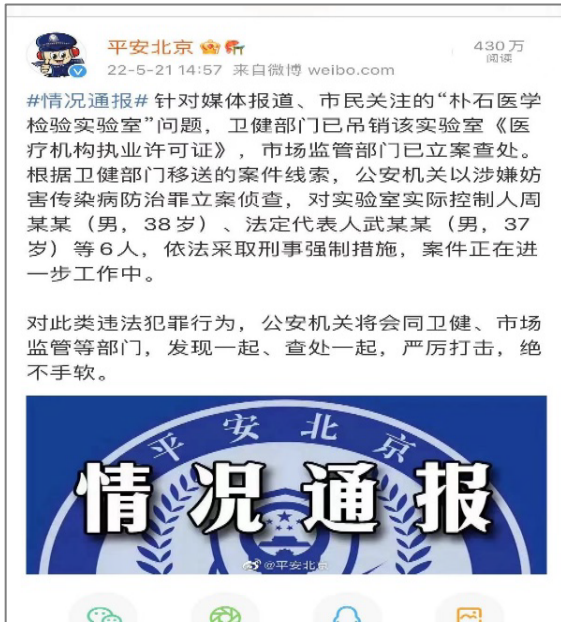 平安北京
430万
阅读
22-5-21 14:57 来自微博 weibo.com
#情况通报# 针对媒体报道、市民关注的“朴石医学
检验实验室”问题，卫健部门已吊销该实验室《医
疗机构执业许可证》，市场监管部门已立案查处。
根据卫健部门移送的案件线索，公安机关以涉嫌妨
害传染病防治罪立案侦查，对实验室实际控制人周
某某（男，38岁）、法定代表人武某某（男，37
岁）等6人，依法采取刑事强制措施，案件正在进
一步工作中。
对此类违法犯罪行为，公安机关将会同卫健、市场
监管等部门，发现一起、查处一起，严厉打击，绝
不手软。
平安北京
情况通报
@平安北京